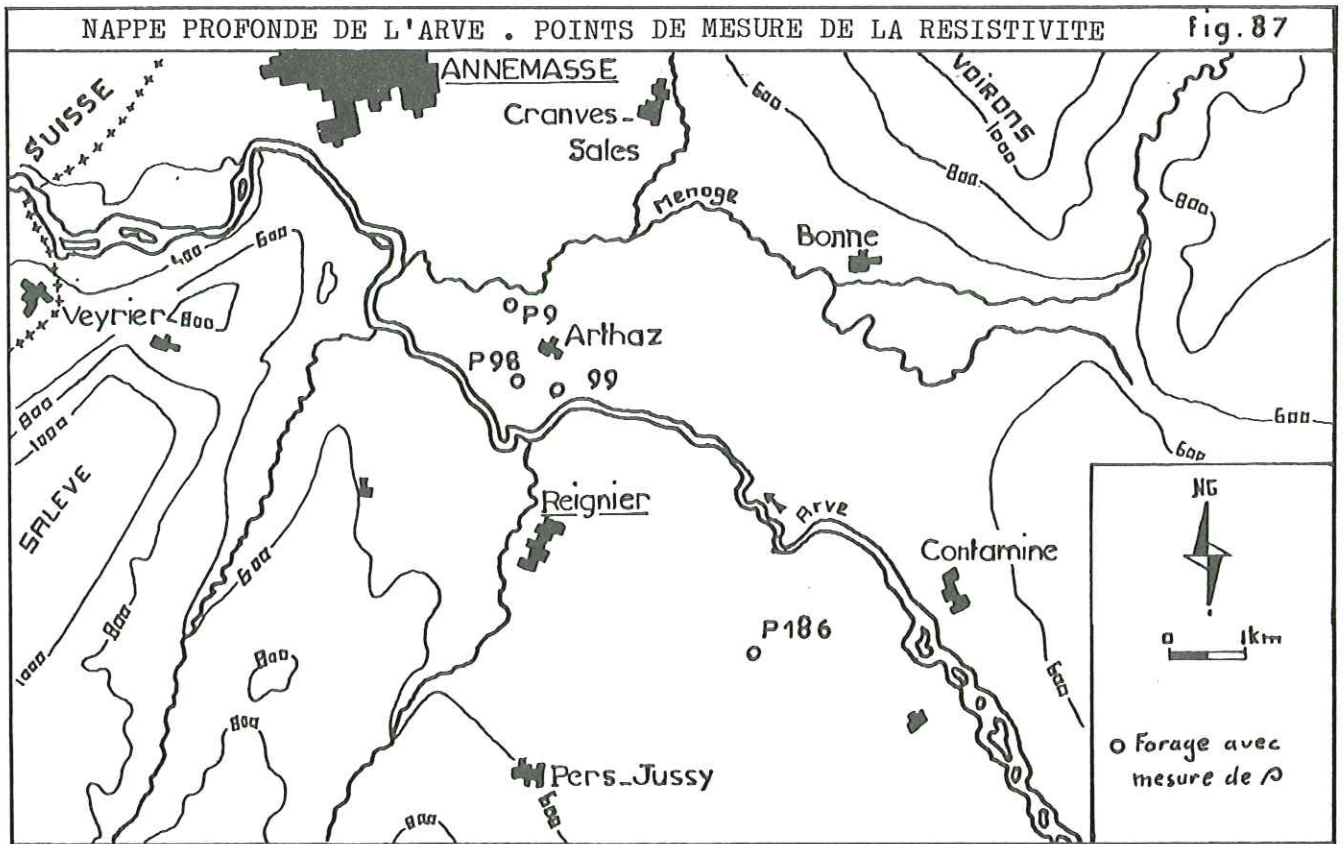 NAPPE PROFONDE DE L'ARVE . POINTS DE MESURE DE LA RESISTIVITE
fig.87
SUISSE
ANNEMASSE
Cranves-
Sales
VOIRONS
600
1000
800
800
Menoge
Bonne
400
600
Veyrier
800
P9
Arthaz
P98
99
800
1000
600
600
SALEVE
Reignier
Arve
Contamine
NG
0 1km
600
800
P186
600
1000
800
800
Pers-Jussy
600
800
Forage avec
mesure de ρ